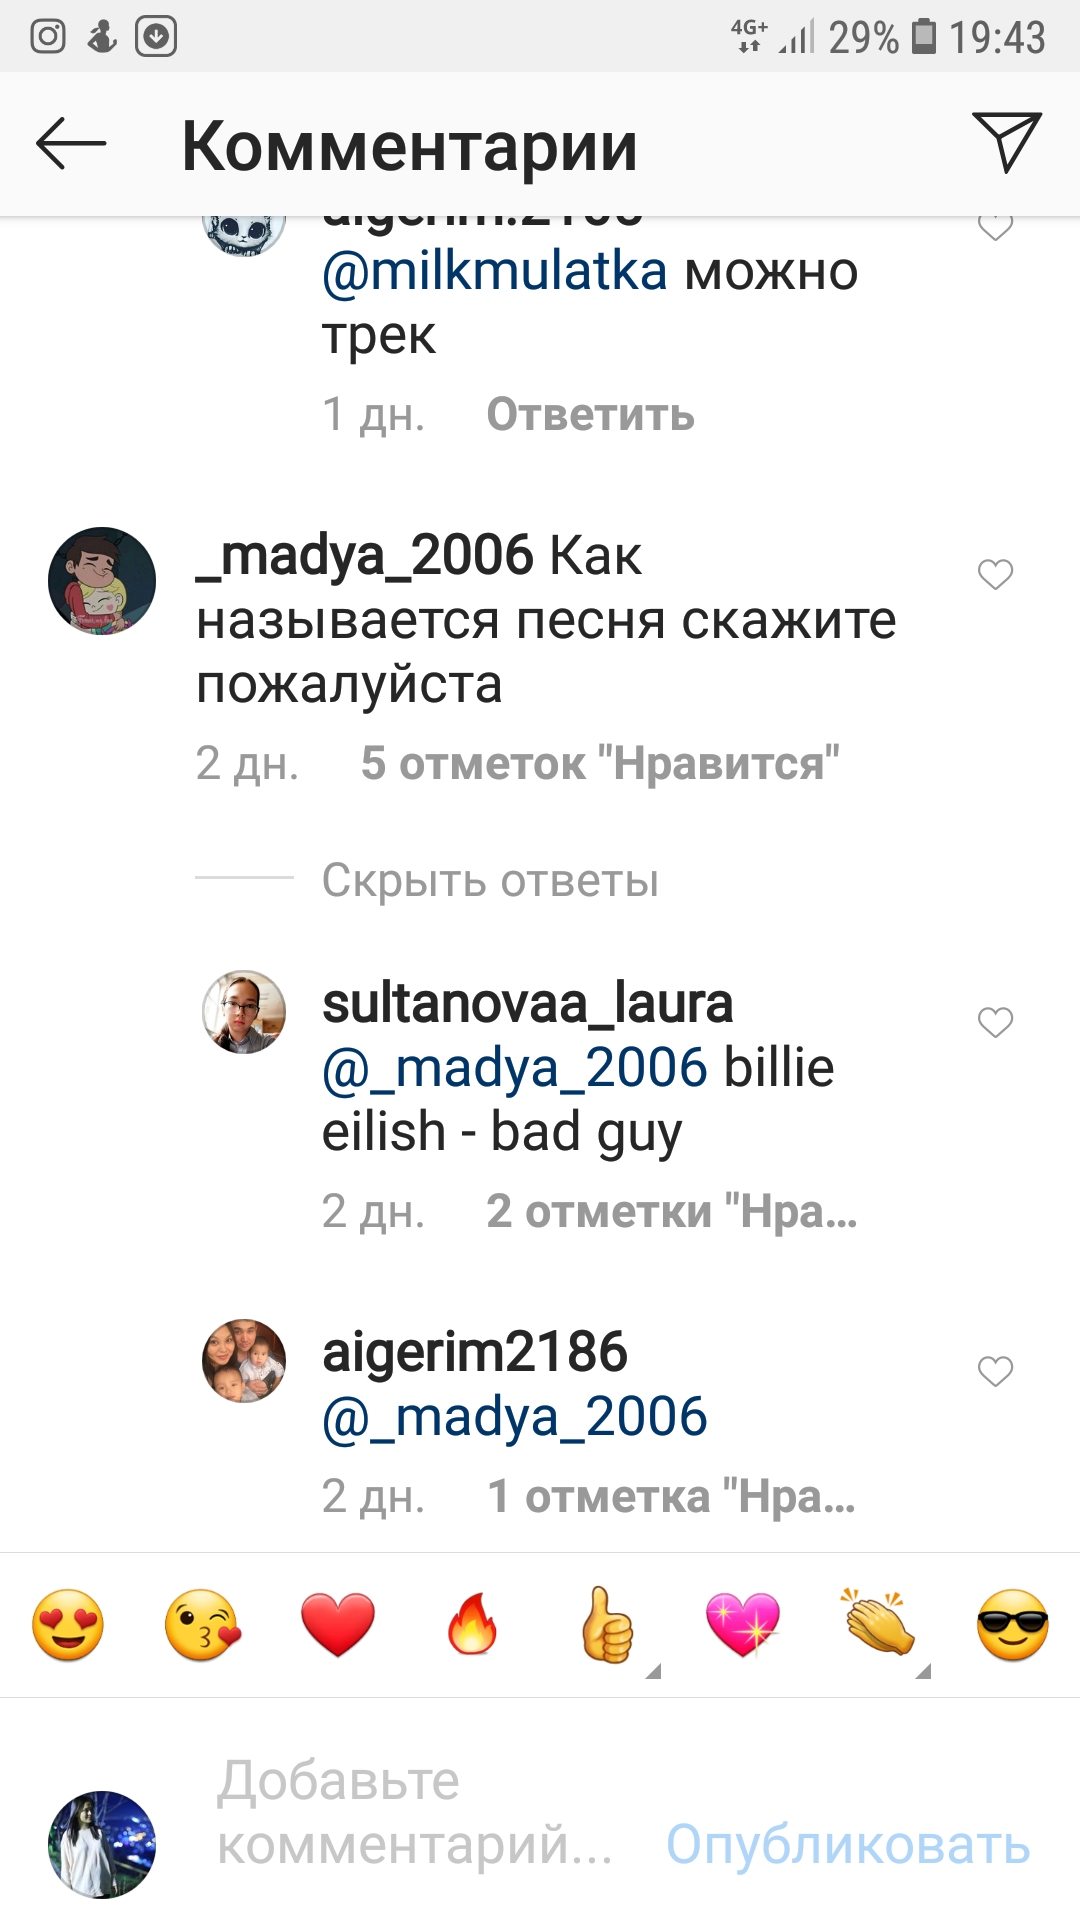 4G+ 29% 19:43
Комментарии
@milkmulatka можно
трек
1 дн. Ответить
_madya_2006 Как
называется песня скажите
пожалуйста
2 дн. 5 отметок "Нравится"
Скрыть ответы
sultanovaa_laura
@_madya_2006 billie
eilish - bad guy
2 дн. 2 отметки "Нра...
aigerim2186
@_madya_2006
2 дн. 1 отметка "Нра...
Добавьте
комментарий... Опубликовать